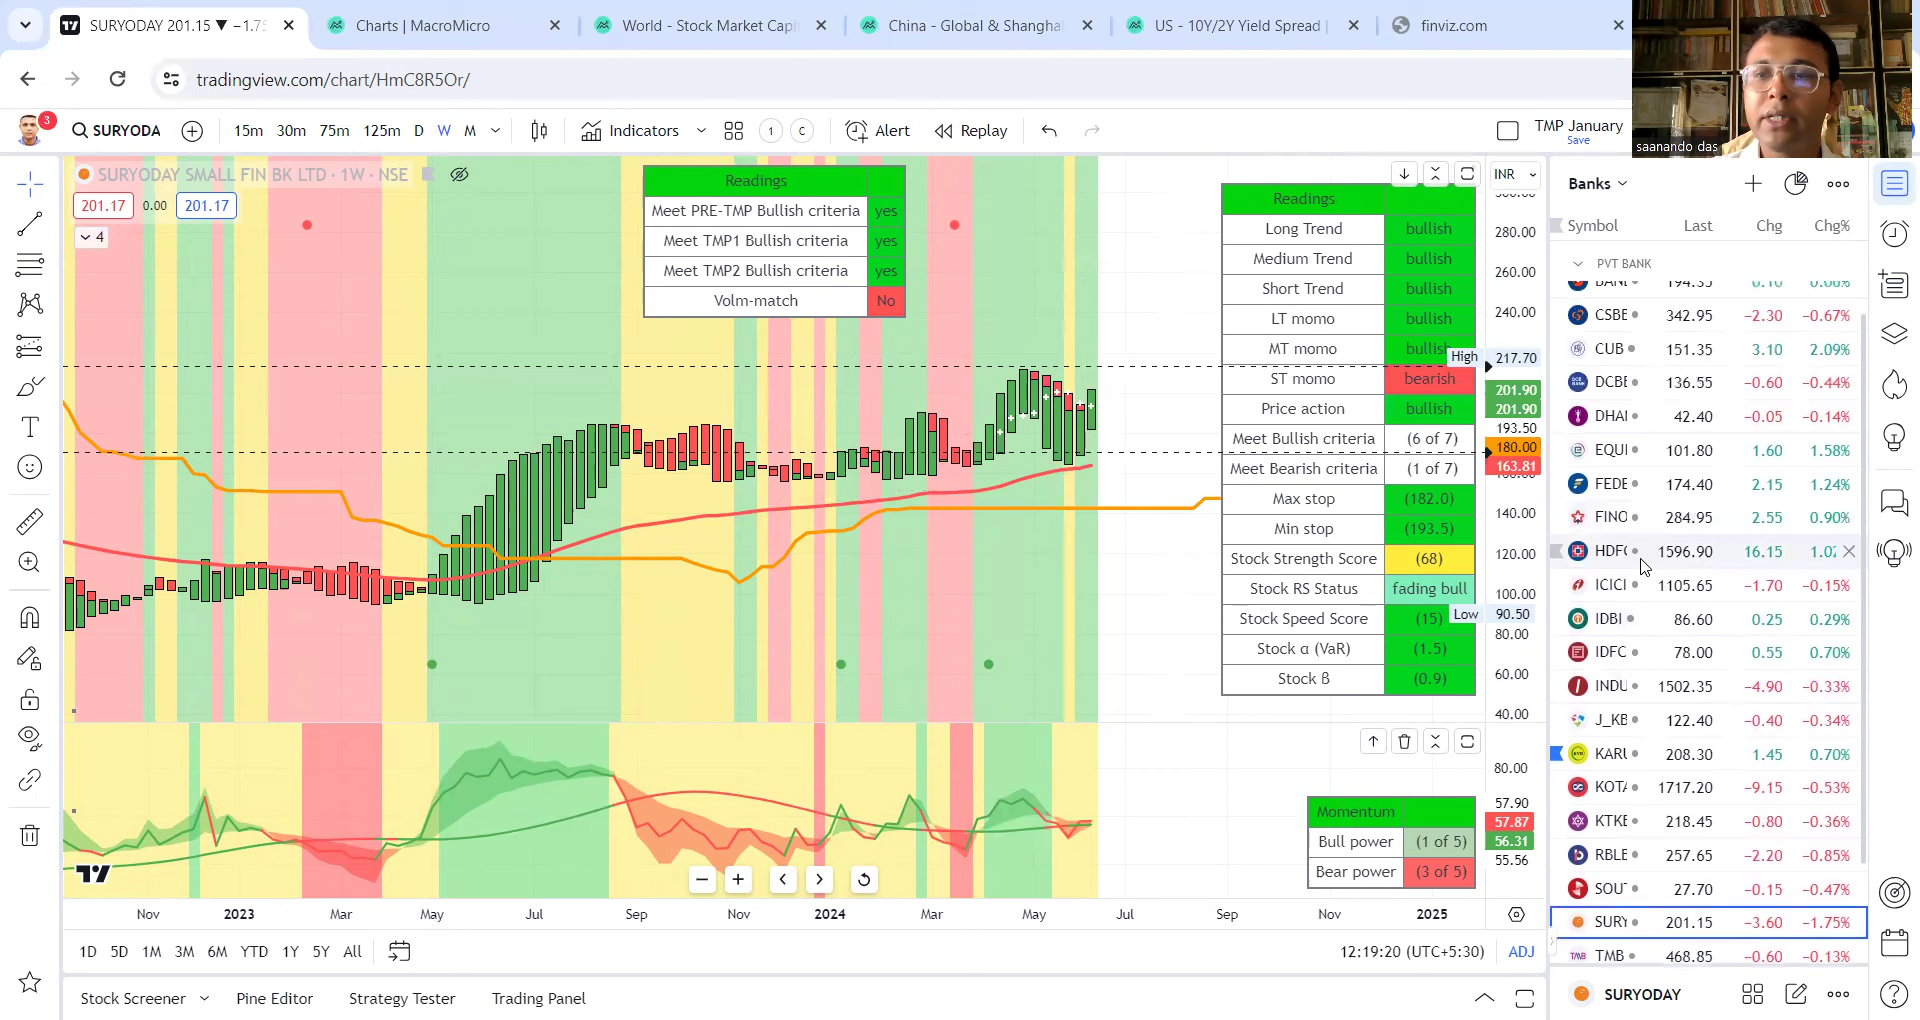 SURYODAY 201.15 ▼ −1.75
Charts | MacroMicro
World - Stock Market Capi
China - Global & Shangha
US - 10Y/2Y Yield Spread |
finviz.com
tradingview.com/chart/HmC8R5Or/
3
SURYODA
15m 30m 75m 125m D W M
Indicators
1
C
Alert
Replay
TMP January
Save
saanando das
SURYODAY SMALL FIN BK LTD · 1W · NSE
201.17 0.00 201.17
4
Readings
Meet PRE-TMP Bullish criteria yes
Meet TMP1 Bullish criteria yes
Meet TMP2 Bullish criteria yes
Volm-match No
Readings
Long Trend bullish
Medium Trend bullish
Short Trend bullish
LT momo bullish
MT momo bullish
ST momo bearish
Price action bullish
Meet Bullish criteria (6 of 7)
Meet Bearish criteria (1 of 7)
Max stop (182.0)
Min stop (193.5)
Stock Strength Score (68)
Stock RS Status fading bull
Stock Speed Score (15)
Stock α (VaR) (1.5)
Stock β (0.9)
INR
280.00
260.00
240.00
High 217.70
201.90
201.90
193.50
180.00
163.81
140.00
120.00
100.00
Low 90.50
80.00
60.00
40.00
80.00
57.90
57.87
56.31
55.56
Momentum
Bull power (1 of 5)
Bear power (3 of 5)
Nov 2023 Mar May Jul Sep Nov 2024 Mar May Jul Sep Nov 2025
1D 5D 1M 3M 6M YTD 1Y 5Y All
12:19:20 (UTC+5:30) ADJ
Stock Screener Pine Editor Strategy Tester Trading Panel
Banks
Symbol Last Chg Chg%
PVT BANK
CSBE 342.95 −2.30 −0.67%
CUB 151.35 3.10 2.09%
DCBE 136.55 −0.60 −0.44%
DHAI 42.40 −0.05 −0.14%
EQUI 101.80 1.60 1.58%
FEDE 174.40 2.15 1.24%
FINO 284.95 2.55 0.90%
HDFC 1596.90 16.15 1.02
ICICI 1105.65 −1.70 −0.15%
IDBI 86.60 0.25 0.29%
IDFC 78.00 0.55 0.70%
INDU 1502.35 −4.90 −0.33%
J_KB 122.40 −0.40 −0.34%
KARU 208.30 1.45 0.70%
KOTA 1717.20 −9.15 −0.53%
KTKE 218.45 −0.80 −0.36%
RBLE 257.65 −2.20 −0.85%
SOUT 27.70 −0.15 −0.47%
SURY 201.15 −3.60 −1.75%
TMB 468.85 −0.60 −0.13%
SURYODAY